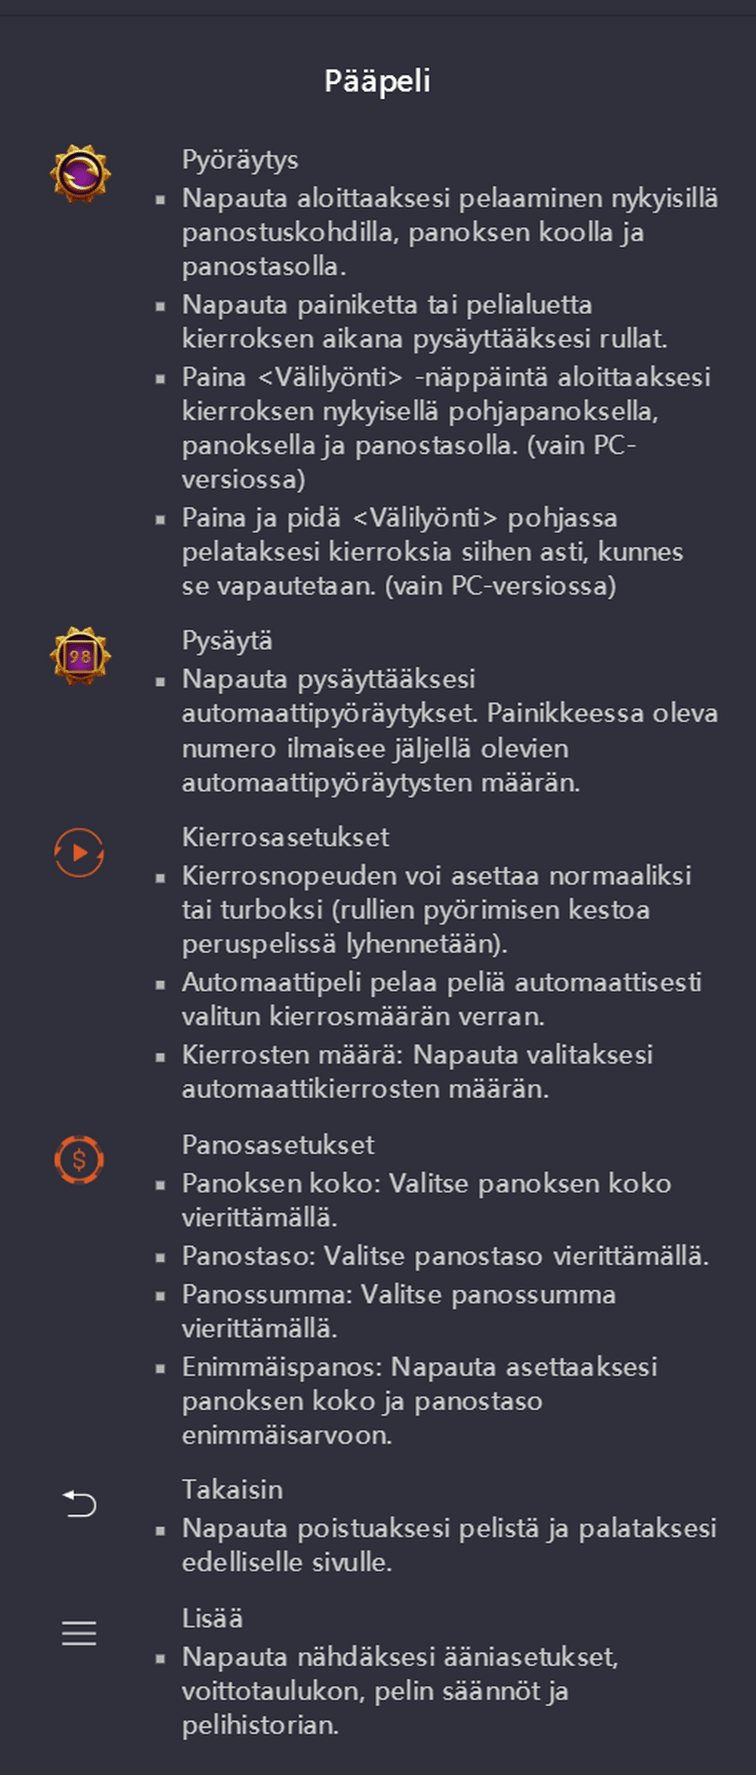 Pääpeli
Pyöräytys
▪ Napauta aloittaaksesi pelaaminen nykyisillä
panostuskohdilla, panoksen koolla ja
panostasolla.
▪ Napauta painiketta tai pelialuetta
kierroksen aikana pysäyttääksesi rullat.
▪ Paina <Välilyönti> -näppäintä aloittaaksesi
kierroksen nykyisellä pohjapanoksella,
panoksella ja panostasolla. (vain PC-
versiossa)
▪ Paina ja pidä <Välilyönti> pohjassa
pelataksesi kierroksia siihen asti, kunnes
se vapautetaan. (vain PC-versiossa)
98
Pysäytä
▪ Napauta pysäyttääksesi
automaattipyöräytykset. Painikkeessa oleva
numero ilmaisee jäljellä olevien
automaattipyöräytysten määrän.
Kierrosasetukset
▪ Kierrosnopeuden voi asettaa normaaliksi
tai turboksi (rullien pyörimisen kestoa
peruspelissä lyhennetään).
▪ Automaattipeli pelaa peliä automaattisesti
valitun kierrosmäärän verran.
▪ Kierrosten määrä: Napauta valitaksesi
automaattikierrosten määrän.
$
Panosasetukset
▪ Panoksen koko: Valitse panoksen koko
vierittämällä.
▪ Panostaso: Valitse panostaso vierittämällä.
▪ Panossumma: Valitse panossumma
vierittämällä.
▪ Enimmäispanos: Napauta asettaaksesi
panoksen koko ja panostaso
enimmäisarvoon.
Takaisin
▪ Napauta poistuaksesi pelistä ja palataksesi
edelliselle sivulle.
Lisää
▪ Napauta nähdäksesi ääniasetukset,
voittotaulukon, pelin säännöt ja
pelihistorian.